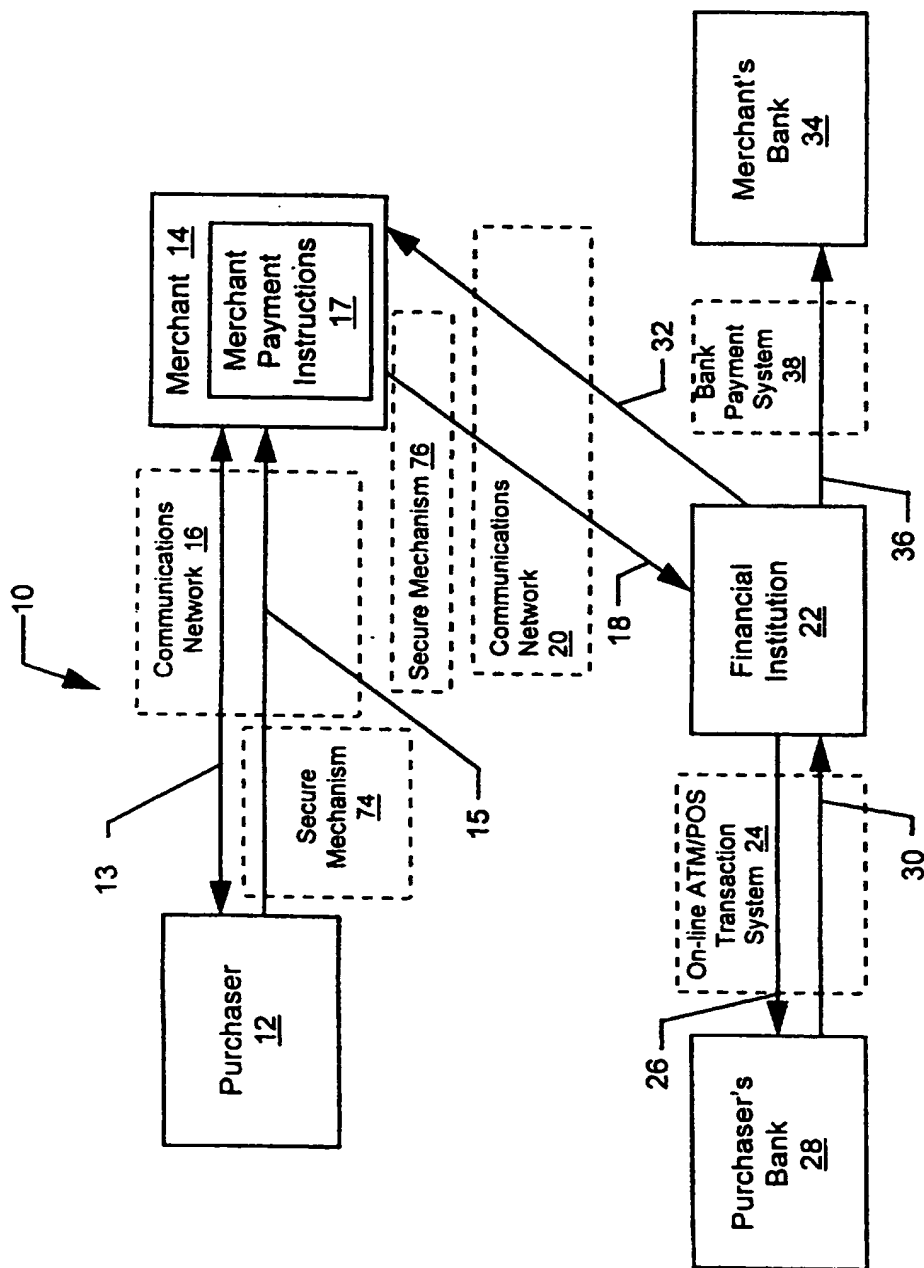 10
Purchaser
12
13
Communications
Network 16
Secure
Mechanism
74
15
Merchant 14
Merchant
Payment
Instructions
17
Secure Mechanism 76
Communications
Network
20
18
32
Purchaser's
Bank
28
26
On-line ATM/POS
Transaction
System 24
30
Financial
Institution
22
36
Bank
Payment
System
38
Merchant's
Bank
34